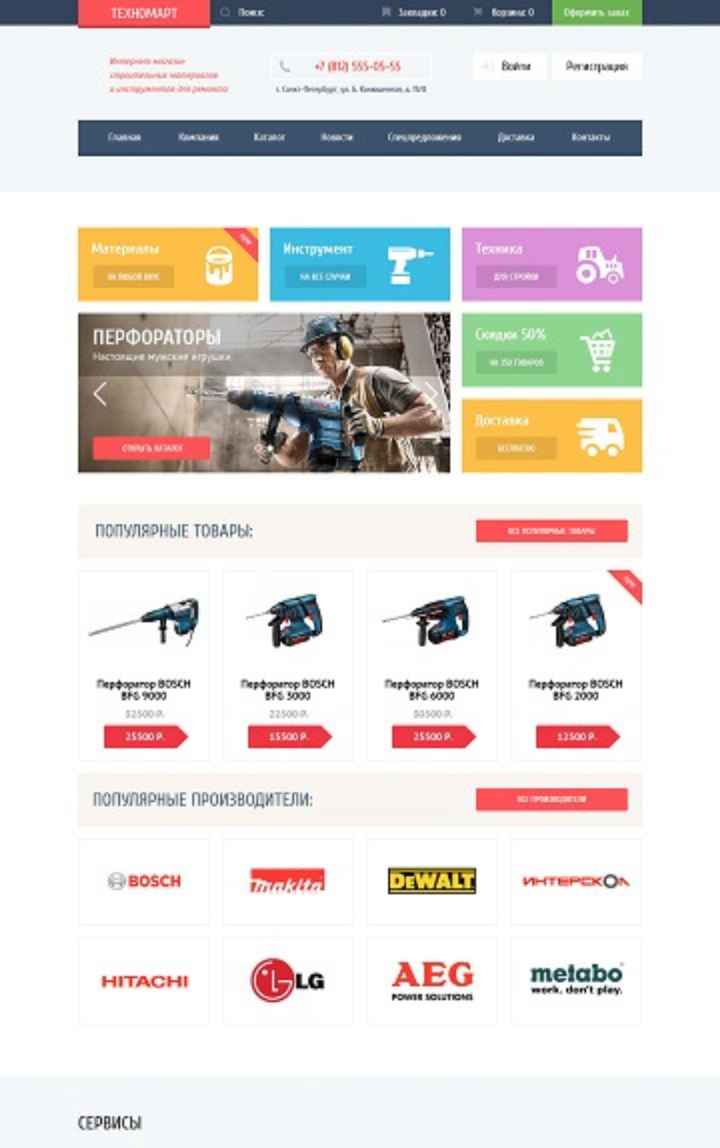 ТЕХНОМАРТ
Поиск:
Закладки: 0
Корзина: 0
Оформить заказ
Интернет-магазин
строительных материалов
и инструментов для ремонта
+7 (812) 555-05-55
г. Санкт-Петербург, ул. Б. Конюшенная, д. 19/8
Войти
Регистрация
Главная
Компания
Каталог
Новости
Спецпредложения
Доставка
Контакты
Материалы
НА ЛЮБОЙ ВКУС
Инструмент
НА ВСЕ СЛУЧАИ
Техника
ДЛЯ СТРОЙКИ
ПЕРФОРАТОРЫ
Настоящие мужские игрушки
ОТКРЫТЬ КАТАЛОГ
Скидки 50%
НА 350 ТОВАРОВ
Доставка
БЕСПЛАТНО
ПОПУЛЯРНЫЕ ТОВАРЫ:
ВСЕ ПОПУЛЯРНЫЕ ТОВАРЫ
Перфоратор BOSCH
BFG 9000
32500 Р.
25500 Р.
Перфоратор BOSCH
BFG 3000
22500 Р.
15500 Р.
Перфоратор BOSCH
BFG 6000
30500 Р.
25500 Р.
Перфоратор BOSCH
BFG 2000
12500 Р.
ПОПУЛЯРНЫЕ ПРОИЗВОДИТЕЛИ:
ВСЕ ПРОИЗВОДИТЕЛИ
BOSCH
makita
DEWALT
ИНТЕРСКОЛ
HITACHI
LG
AEG
POWER SOLUTIONS
metabo
work. don't play.
СЕРВИСЫ